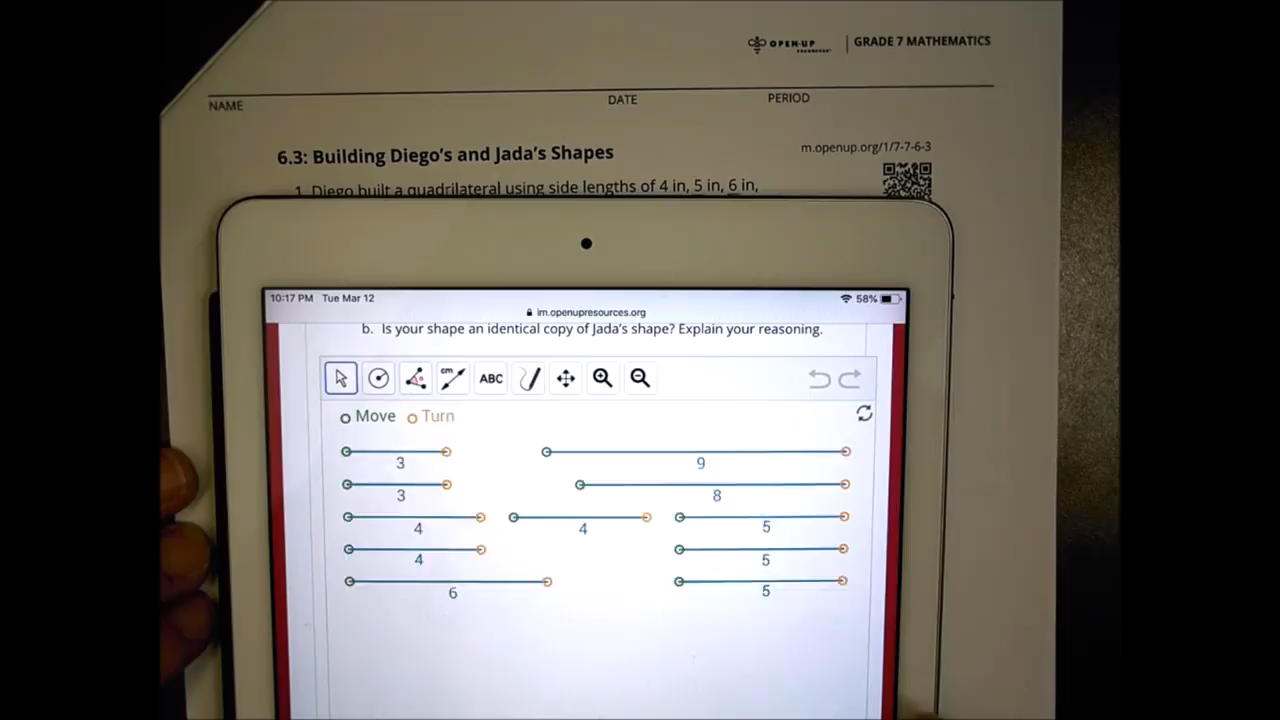 OPEN-UP
GRADE 7 MATHEMATICS
NAME DATE PERIOD
6.3: Building Diego's and Jada's Shapes
m.openup.org/1/7-7-6-3
1. Diego built a quadrilateral using side lengths of 4 in, 5 in, 6 in,
10:17 PM Tue Mar 12
58%
im.openupresources.org
b. Is your shape an identical copy of Jada's shape? Explain your reasoning.
cm
ABC
Move Turn
3 9
3 8
4 4 5
4 5
6 5